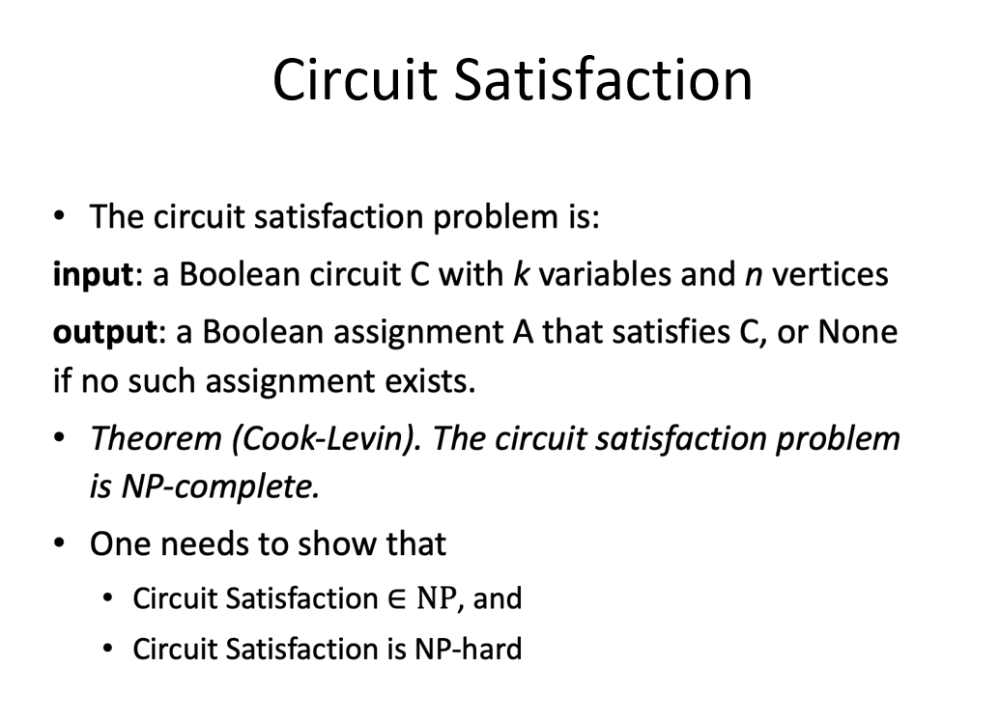 Circuit Satisfaction
• The circuit satisfaction problem is:
input: a Boolean circuit C with k variables and n vertices
output: a Boolean assignment A that satisfies C, or None
if no such assignment exists.
• Theorem (Cook-Levin). The circuit satisfaction problem
is NP-complete.
• One needs to show that
• Circuit Satisfaction ∈ NP, and
• Circuit Satisfaction is NP-hard